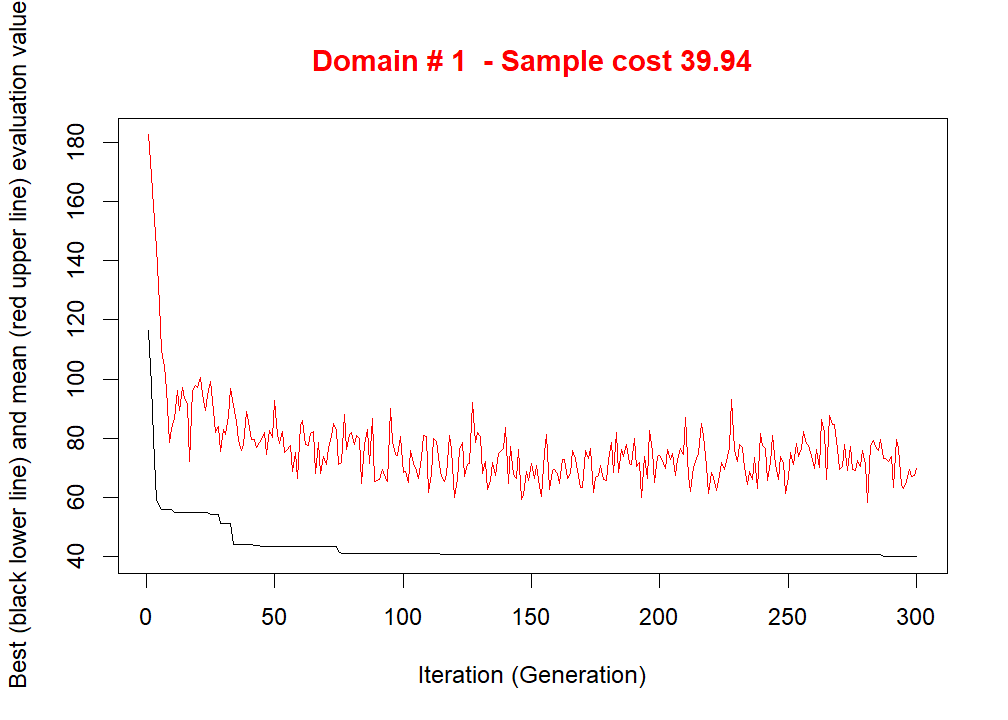 Domain # 1 - Sample cost 39.94
Best (black lower line) and mean (red upper line) evaluation value
180
160
140
120
100
80
60
40
0 50 100 150 200 250 300
Iteration (Generation)